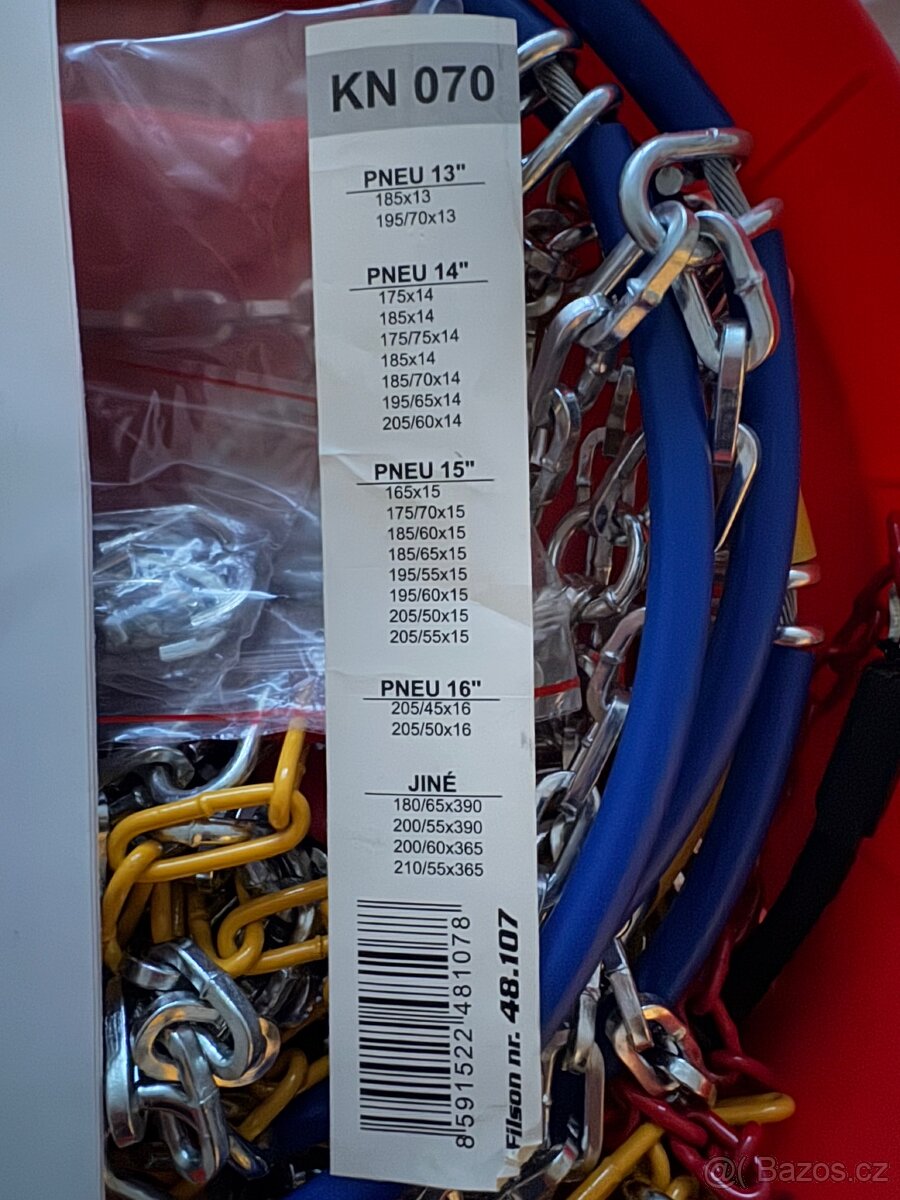 KN 070
PNEU 13"
185x13
195/70x13
PNEU 14"
175x14
185x14
175/75x14
185x14
185/70x14
195/65x14
205/60x14
PNEU 15"
165x15
175/70x15
185/60x15
185/65x15
195/55x15
195/60x15
205/50x15
205/55x15
PNEU 16"
205/45x16
205/50x16
JINÉ
180/65x390
200/55x390
200/60x365
210/55x365
8591522481078
Filson nr. 48.107
Bazos.cz